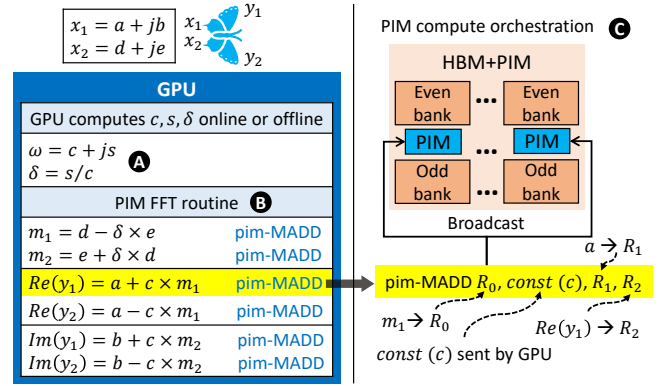 x₁ = a + jb
x₂ = d + je
x₁
x₂
y₁
y₂
GPU
GPU computes c, s, δ online or offline
ω = c + js
δ = s/c
A
PIM FFT routine B
m₁ = d − δ × e pim-MADD
m₂ = e + δ × d pim-MADD
Re(y₁) = a + c × m₁ pim-MADD
Re(y₂) = a − c × m₁ pim-MADD
Im(y₁) = b + c × m₂ pim-MADD
Im(y₂) = b − c × m₂ pim-MADD
PIM compute orchestration C
HBM+PIM
Even bank ... Even bank
PIM ... PIM
Odd bank ... Odd bank
Broadcast
a → R₁
pim-MADD R₀, const (c), R₁, R₂
m₁ → R₀
Re(y₁) → R₂
const (c) sent by GPU